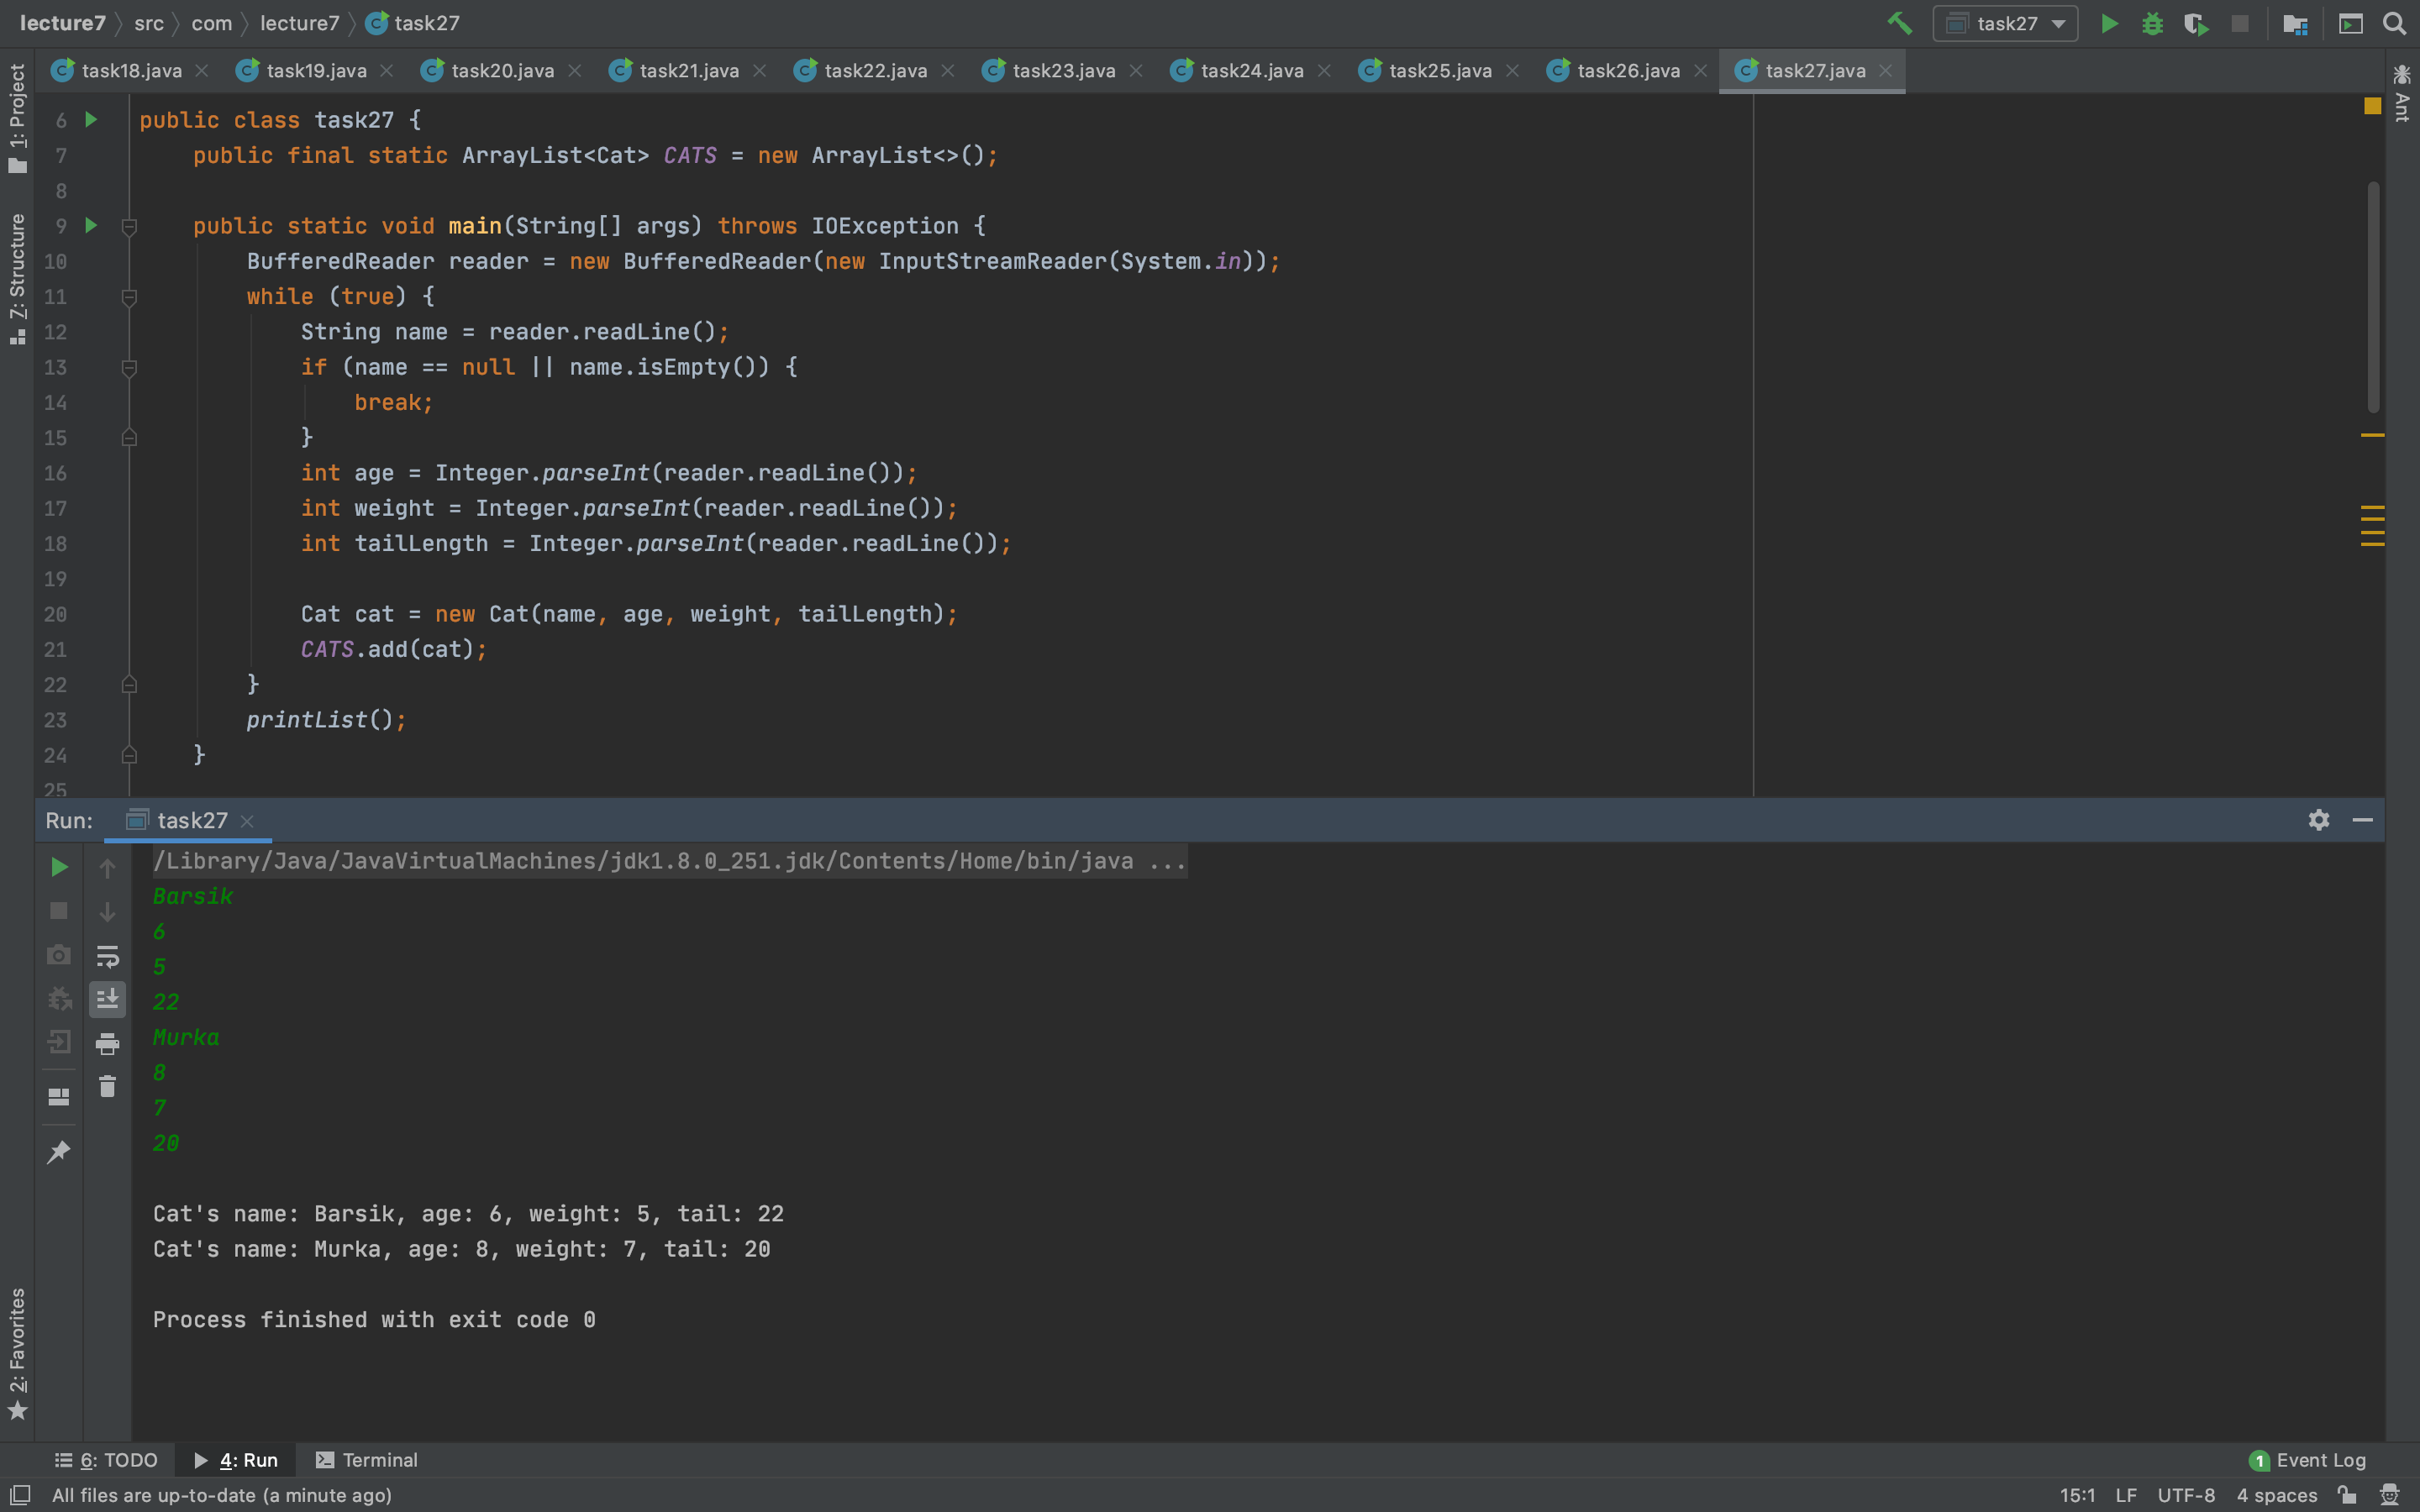 lecture7 src com lecture7 task27 task27
task18.java task19.java task20.java task21.java task22.java task23.java task24.java task25.java task26.java task27.java
1: Project
7: Structure
Ant
6 public class task27 {
7 public final static ArrayList<Cat> CATS = new ArrayList<>();
8
9 public static void main(String[] args) throws IOException {
10 BufferedReader reader = new BufferedReader(new InputStreamReader(System.in));
11 while (true) {
12 String name = reader.readLine();
13 if (name == null || name.isEmpty()) {
14 break;
15 }
16 int age = Integer.parseInt(reader.readLine());
17 int weight = Integer.parseInt(reader.readLine());
18 int tailLength = Integer.parseInt(reader.readLine());
19
20 Cat cat = new Cat(name, age, weight, tailLength);
21 CATS.add(cat);
22 }
23 printList();
24 }
25
Run: task27
/Library/Java/JavaVirtualMachines/jdk1.8.0_251.jdk/Contents/Home/bin/java ...
Barsik
6
5
22
Murka
8
7
20
Cat's name: Barsik, age: 6, weight: 5, tail: 22
Cat's name: Murka, age: 8, weight: 7, tail: 20
Process finished with exit code 0
2: Favorites
6: TODO 4: Run Terminal 1 Event Log
All files are up-to-date (a minute ago) 15:1 LF UTF-8 4 spaces